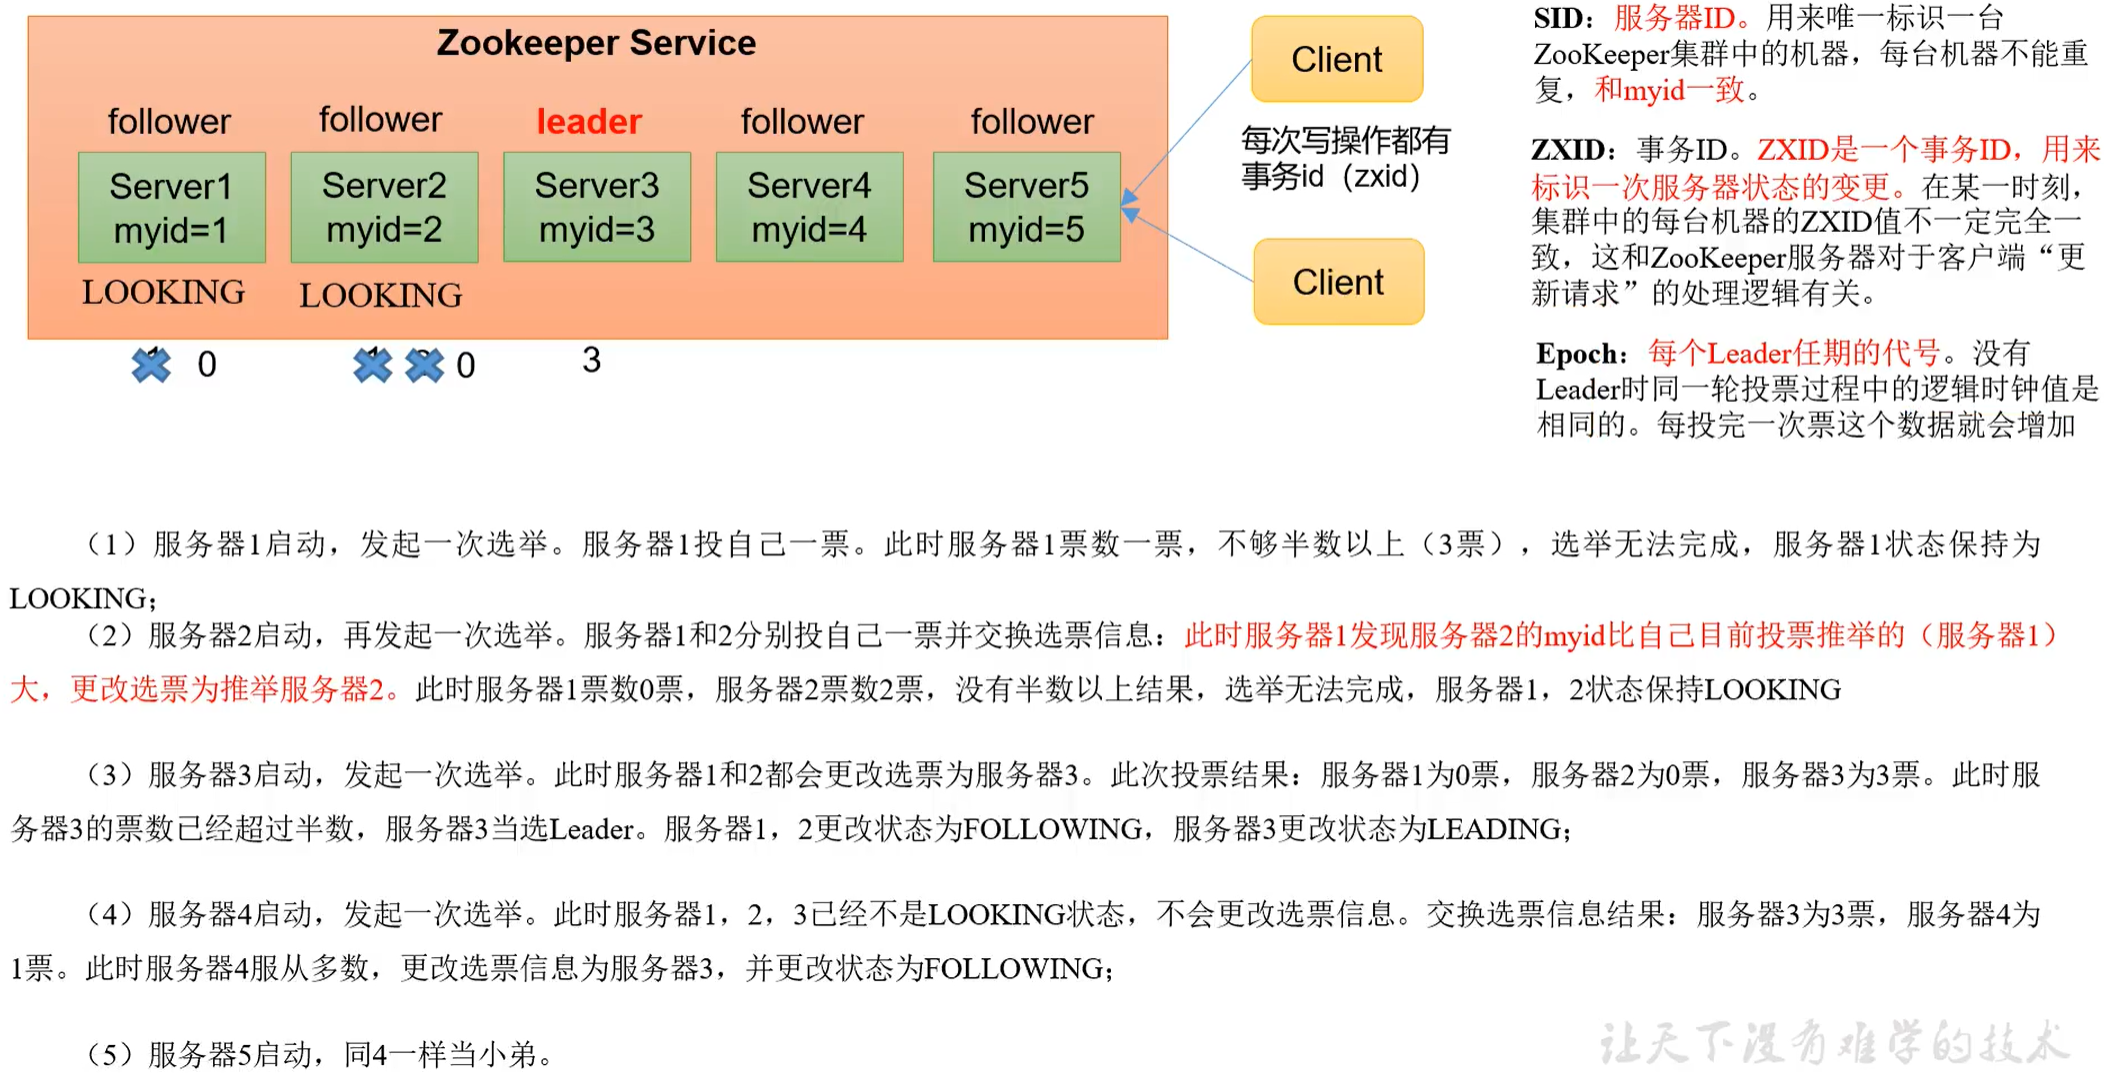 Zookeeper Service
follower
follower
leader
follower
follower
Server1
myid=1
Server2
myid=2
Server3
myid=3
Server4
myid=4
Server5
myid=5
LOOKING
LOOKING
0
0
3
Client
每次写操作都有
事务id（zxid）
Client
SID：服务器ID。用来唯一标识一台
ZooKeeper集群中的机器，每台机器不能重
复，和myid一致。
ZXID：事务ID。ZXID是一个事务ID，用来
标识一次服务器状态的变更。在某一时刻，
集群中的每台机器的ZXID值不一定完全一
致，这和ZooKeeper服务器对于客户端“更
新请求”的处理逻辑有关。
Epoch：每个Leader任期的代号。没有
Leader时同一轮投票过程中的逻辑时钟值是
相同的。每投完一次票这个数据就会增加
（1）服务器1启动，发起一次选举。服务器1投自己一票。此时服务器1票数一票，不够半数以上（3票），选举无法完成，服务器1状态保持为
LOOKING；
（2）服务器2启动，再发起一次选举。服务器1和2分别投自己一票并交换选票信息：此时服务器1发现服务器2的myid比自己目前投票推举的（服务器1）
大，更改选票为推举服务器2。此时服务器1票数0票，服务器2票数2票，没有半数以上结果，选举无法完成，服务器1，2状态保持LOOKING
（3）服务器3启动，发起一次选举。此时服务器1和2都会更改选票为服务器3。此次投票结果：服务器1为0票，服务器2为0票，服务器3为3票。此时服
务器3的票数已经超过半数，服务器3当选Leader。服务器1，2更改状态为FOLLOWING，服务器3更改状态为LEADING；
（4）服务器4启动，发起一次选举。此时服务器1，2，3已经不是LOOKING状态，不会更改选票信息。交换选票信息结果：服务器3为3票，服务器4为
1票。此时服务器4服从多数，更改选票信息为服务器3，并更改状态为FOLLOWING；
（5）服务器5启动，同4一样当小弟。
让天下没有难学的技术